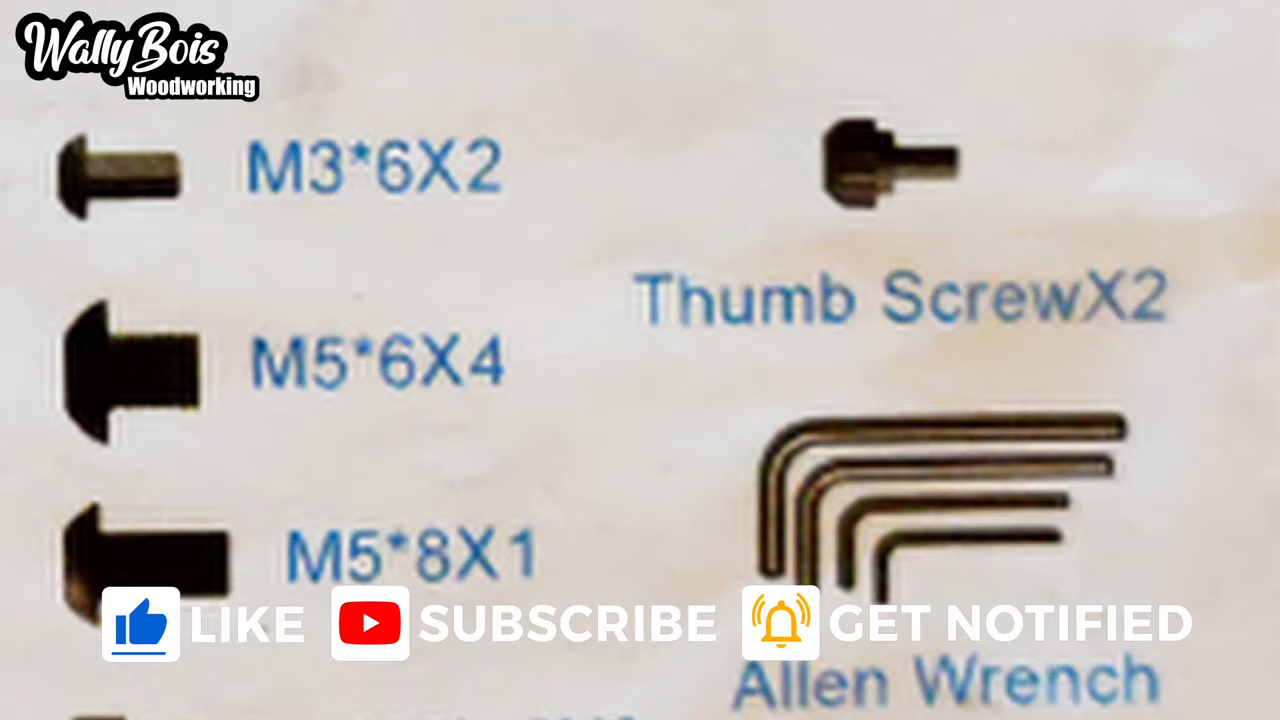 Wally Bois
Woodworking
M3*6X2
Thumb ScrewX2
M5*6X4
M5*8X1
LIKE
SUBSCRIBE
GET NOTIFIED
Allen Wrench